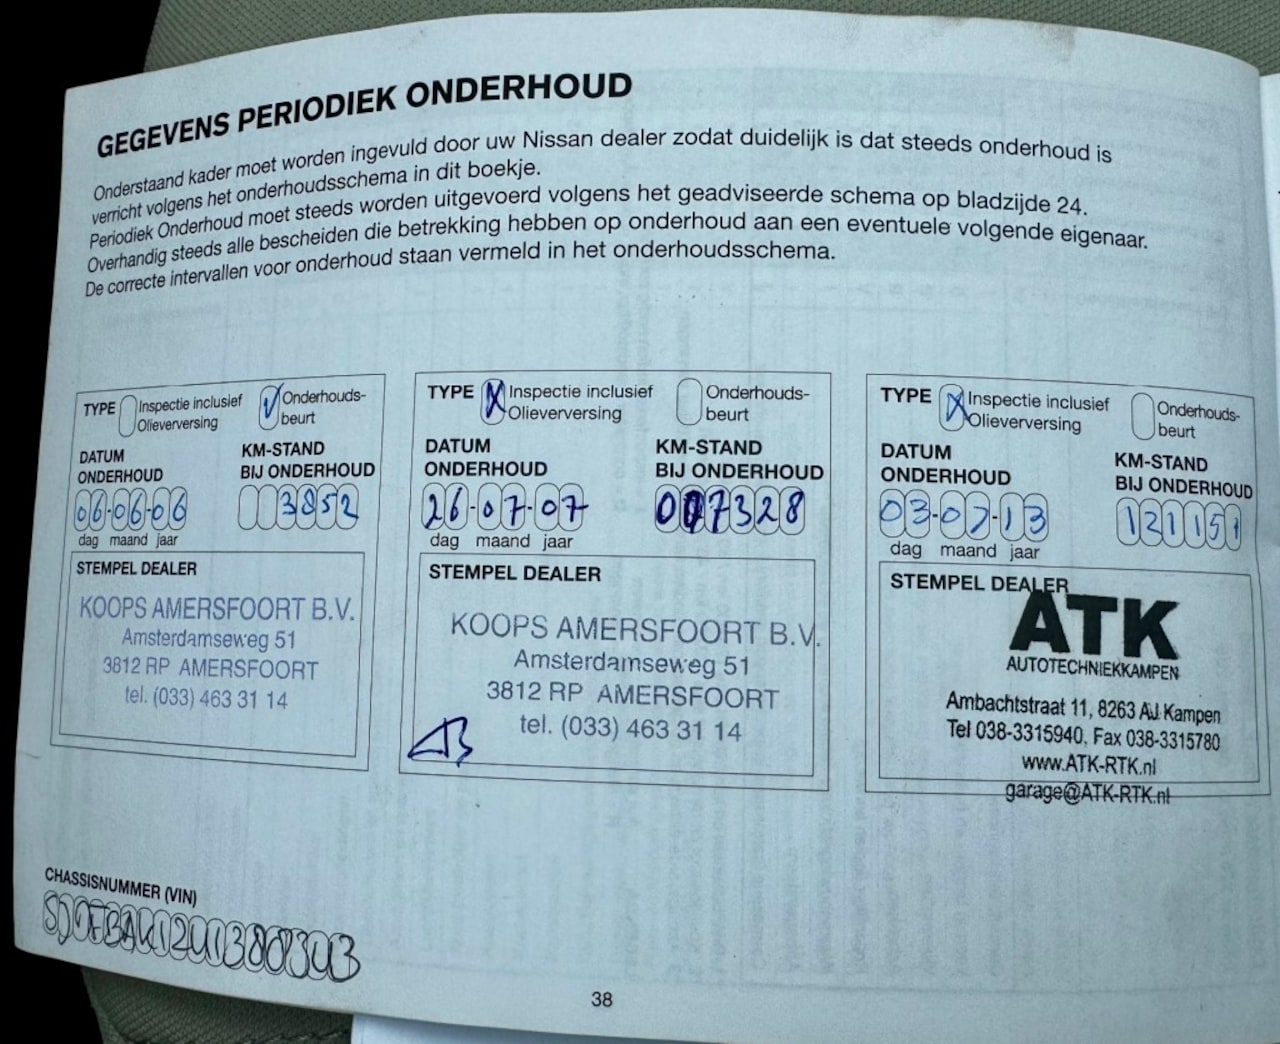 GEGEVENS PERIODIEK ONDERHOUD
Onderstaand kader moet worden ingevuld door uw Nissan dealer zodat duidelijk is dat steeds onderhoud is
verricht volgens het onderhoudsschema in dit boekje.
Periodiek Onderhoud moet steeds worden uitgevoerd volgens het geadviseerde schema op bladzijde 24.
Overhandig steeds alle bescheiden die betrekking hebben op onderhoud aan een eventuele volgende eigenaar.
De correcte intervallen voor onderhoud staan vermeld in het onderhoudsschema.
TYPE Inspectie inclusief Olieverversing Onderhouds-
beurt
DATUM
ONDERHOUD
KM-STAND
BIJ ONDERHOUD
06-06-06
3852
dag maand jaar
STEMPEL DEALER
KOOPS AMERSFOORT B.V.
Amsterdamseweg 51
3812 RP AMERSFOORT
tel. (033) 463 31 14
TYPE X Inspectie inclusief Olieverversing Onderhouds-
beurt
DATUM
ONDERHOUD
KM-STAND
BIJ ONDERHOUD
26-07-07
007328
dag maand jaar
STEMPEL DEALER
KOOPS AMERSFOORT B.V.
Amsterdamseweg 51
3812 RP AMERSFOORT
tel. (033) 463 31 14
TYPE X Inspectie inclusief Olieverversing Onderhouds-
beurt
DATUM
ONDERHOUD
KM-STAND
BIJ ONDERHOUD
03-07-13
121151
dag maand jaar
STEMPEL DEALER
ATK
AUTOTECHNIEKKAMPEN
Ambachtstraat 11, 8263 AJ Kampen
Tel 038-3315940, Fax 038-3315780
www.ATK-RTK.nl
garage@ATK-RTK.nl
CHASSISNUMMER (VIN)
38